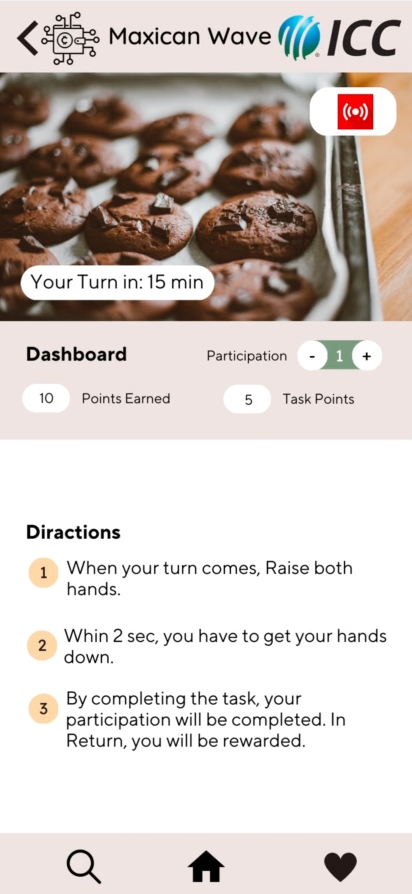 Maxican Wave ICC
Your Turn in: 15 min
Dashboard
Participation - 1 +
10 Points Earned
5 Task Points
Diractions
1 When your turn comes, Raise both
hands.
2 Whin 2 sec, you have to get your hands
down.
3 By completing the task, your
participation will be completed. In
Return, you will be rewarded.